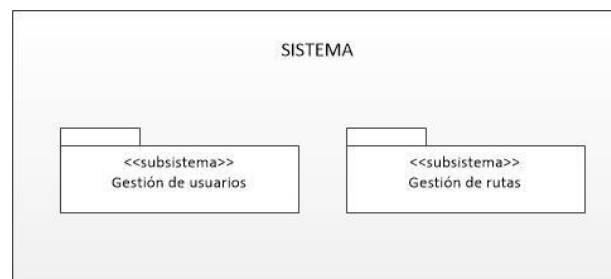 SISTEMA
<<subsistema>>
Gestión de usuarios
<<subsistema>>
Gestión de rutas